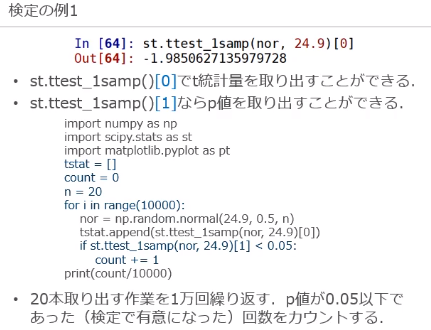 検定の例1
In [64]: st.ttest_1samp(nor, 24.9)[0]
Out[64]: -1.9850627135979728
• st.ttest_1samp()[0]でt統計量を取り出すことができる．
• st.ttest_1samp()[1]ならp値を取り出すことができる．
import numpy as np
import scipy.stats as st
import matplotlib.pyplot as pt
tstat = []
count = 0
n = 20
for i in range(10000):
nor = np.random.normal(24.9, 0.5, n)
tstat.append(st.ttest_1samp(nor, 24.9)[0])
if st.ttest_1samp(nor, 24.9)[1] < 0.05:
count += 1
print(count/10000)
• 20本取り出す作業を1万回繰り返す．p値が0.05以下で
あった（検定で有意になった）回数をカウントする．